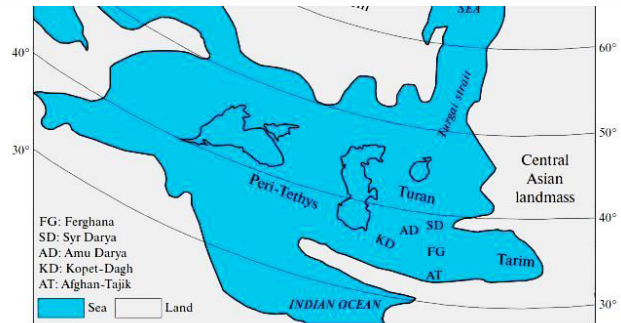 SEA
40°
60°
Turgai strait
50°
30°
Central
Asian
landmass
Peri-Tethys
Turan
40°
FG: Ferghana
SD: Syr Darya
AD: Amu Darya
KD: Kopet-Dagh
AT: Afghan-Tajik
SD
AD
KD
FG
Tarim
AT
Sea
Land
INDIAN OCEAN
30°